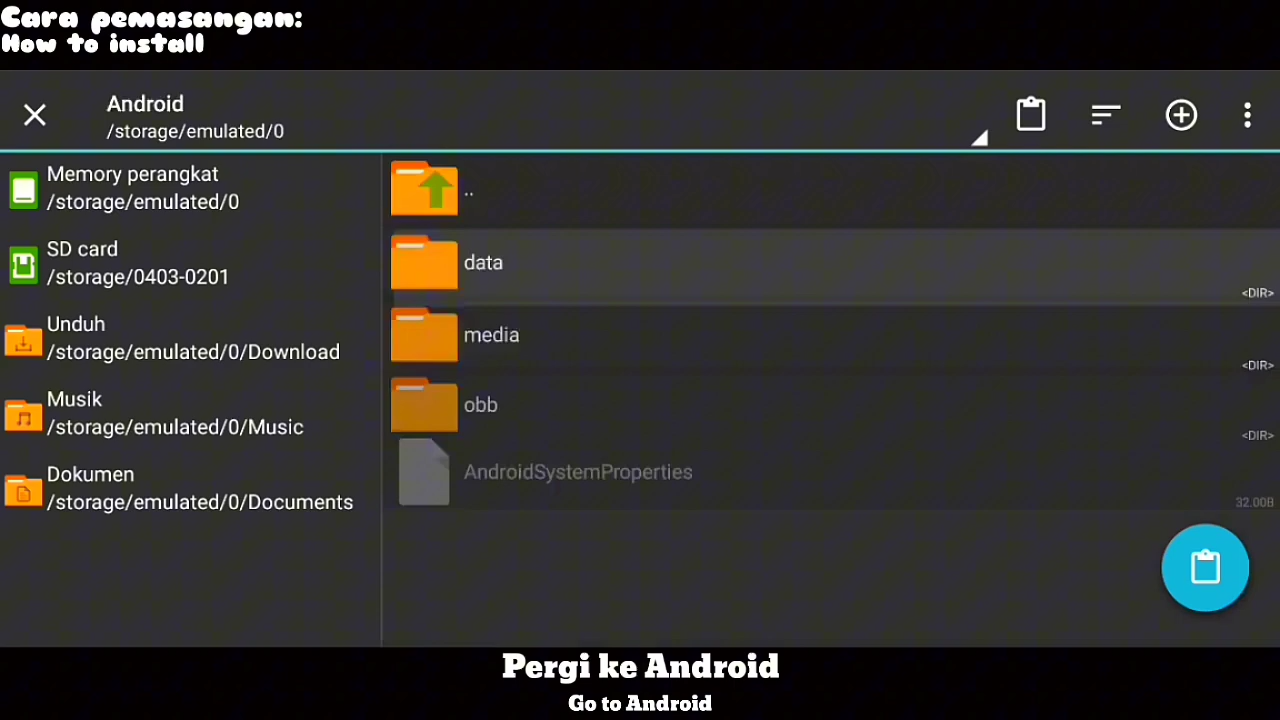 Cara pemasangan:
How to install
Android
/storage/emulated/0
Memory perangkat
/storage/emulated/0
SD card
/storage/0403-0201
Unduh
/storage/emulated/0/Download
Musik
/storage/emulated/0/Music
Dokumen
/storage/emulated/0/Documents
..
data
<DIR>
media
<DIR>
obb
<DIR>
AndroidSystemProperties
32.00B
Pergi ke Android
Go to Android